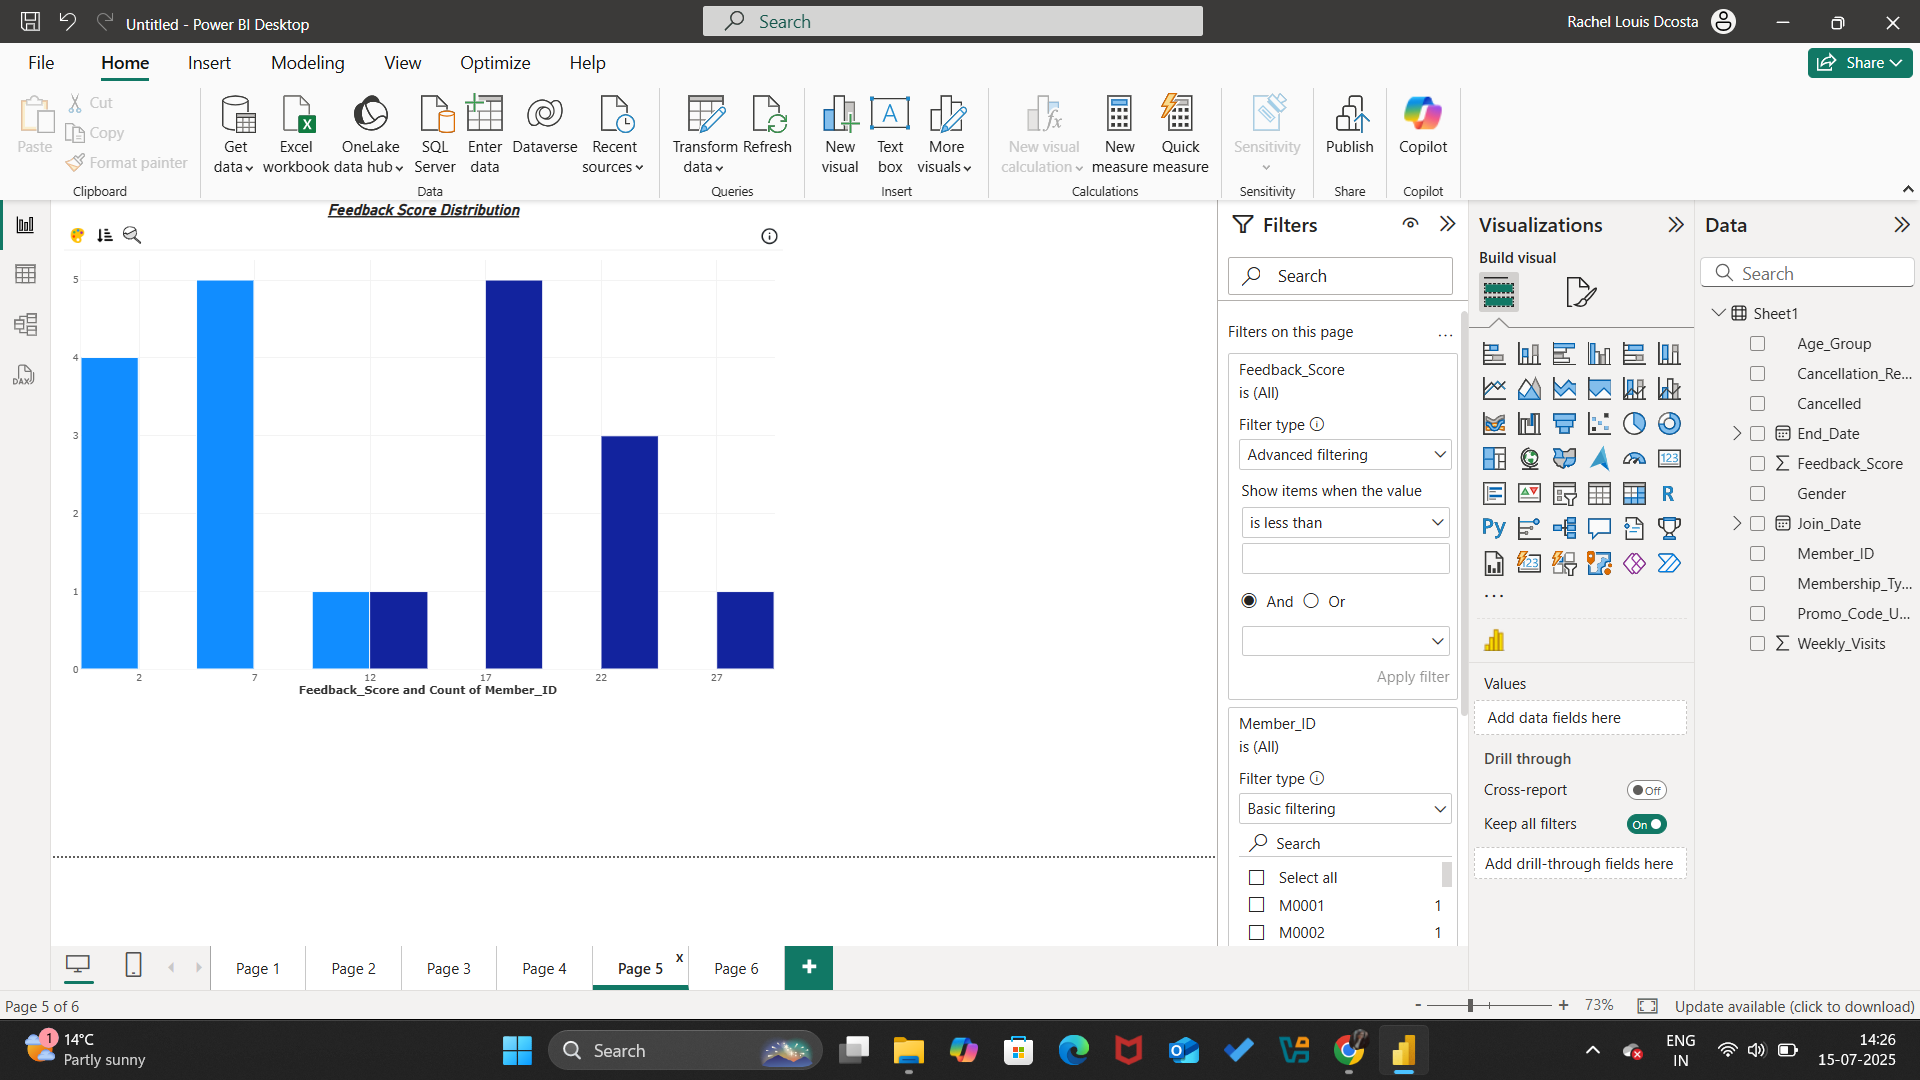 Untitled - Power BI Desktop
Search
Rachel Louis Dcosta
File Home Insert Modeling View Optimize Help
Share
Paste
Cut
Copy
Format painter
Clipboard
Get data
Excel workbook
OneLake data hub
SQL Server
Enter data
Dataverse
Recent sources
Data
Transform data
Refresh
Queries
New visual
Text box
More visuals
Insert
New visual calculation
New measure
Quick measure
Calculations
Sensitivity
Sensitivity
Publish
Share
Copilot
Copilot
Feedback Score Distribution
5
4
3
2
1
0
2 7 12 17 22 27
Feedback_Score and Count of Member_ID
Filters
Search
Filters on this page
...
Feedback_Score
is (All)
Filter type
Advanced filtering
Show items when the value
is less than
And Or
Apply filter
Member_ID
is (All)
Filter type
Basic filtering
Search
Select all
M0001 1
M0002 1
Visualizations
Build visual
123
R
Py
123
...
Values
Add data fields here
Drill through
Cross-report
Off
Keep all filters
On
Add drill-through fields here
Data
Search
Sheet1
Age_Group
Cancellation_Re...
Cancelled
End_Date
Feedback_Score
Gender
Join_Date
Member_ID
Membership_Ty...
Promo_Code_U...
Weekly_Visits
DAX
Page 1 Page 2 Page 3 Page 4 Page 5 x Page 6 +
Page 5 of 6
- + 73%
Update available (click to download)
1
14°C
Partly sunny
Search
ENG
IN
14:26
15-07-2025